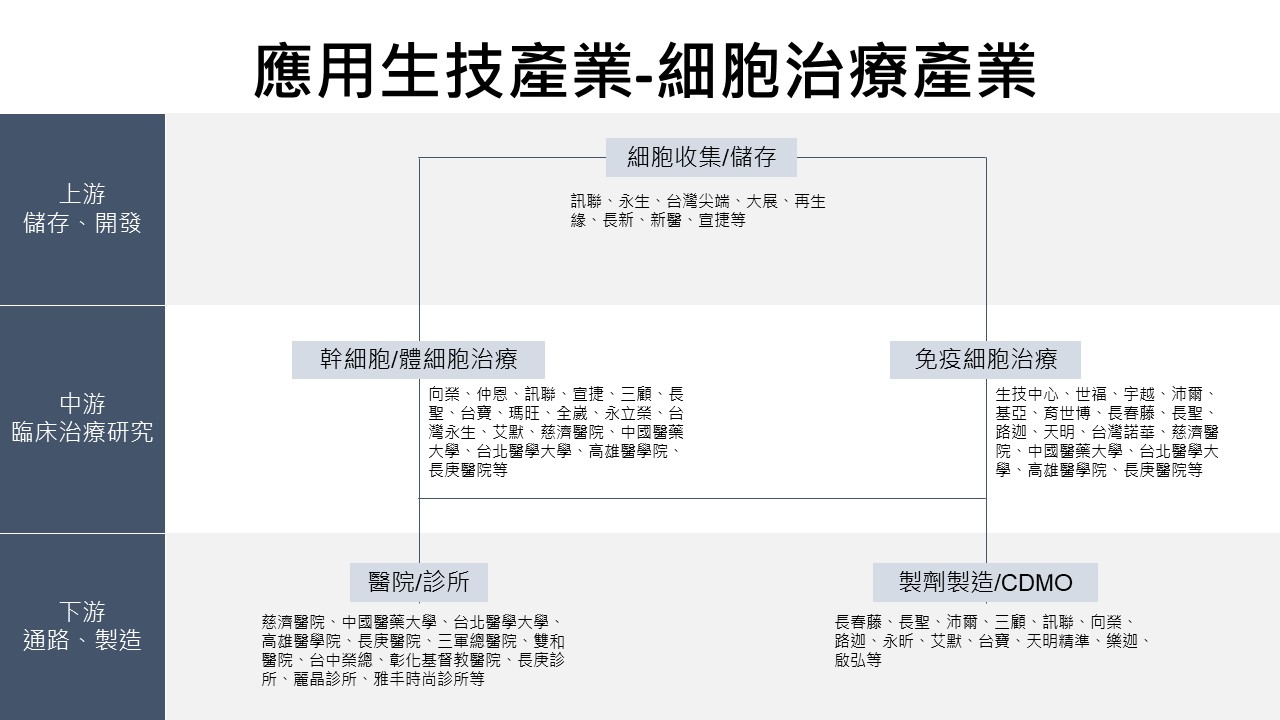 應用生技產業-細胞治療產業
上游
儲存、開發
細胞收集/儲存
訊聯、永生、台灣尖端、大展、再生
緣、長新、新醫、宣捷等
中游
臨床治療研究
幹細胞/體細胞治療
向榮、仲恩、訊聯、宣捷、三顧、長
聖、台寶、瑪旺、全崴、永立榮、台
灣永生、艾默、慈濟醫院、中國醫藥
大學、台北醫學大學、高雄醫學院、
長庚醫院等
免疫細胞治療
生技中心、世福、宇越、沛爾、
基亞、育世博、長春藤、長聖、
路迦、天明、台灣諾華、慈濟醫
院、中國醫藥大學、台北醫學大
學、高雄醫學院、長庚醫院等
下游
通路、製造
醫院/診所
慈濟醫院、中國醫藥大學、台北醫學大學、
高雄醫學院、長庚醫院、三軍總醫院、雙和
醫院、台中榮總、彰化基督教醫院、長庚診
所、麗晶診所、雅丰時尚診所等
製劑製造/CDMO
長春藤、長聖、沛爾、三顧、訊聯、向榮、
路迦、永昕、艾默、台寶、天明精準、樂迦、
啟弘等